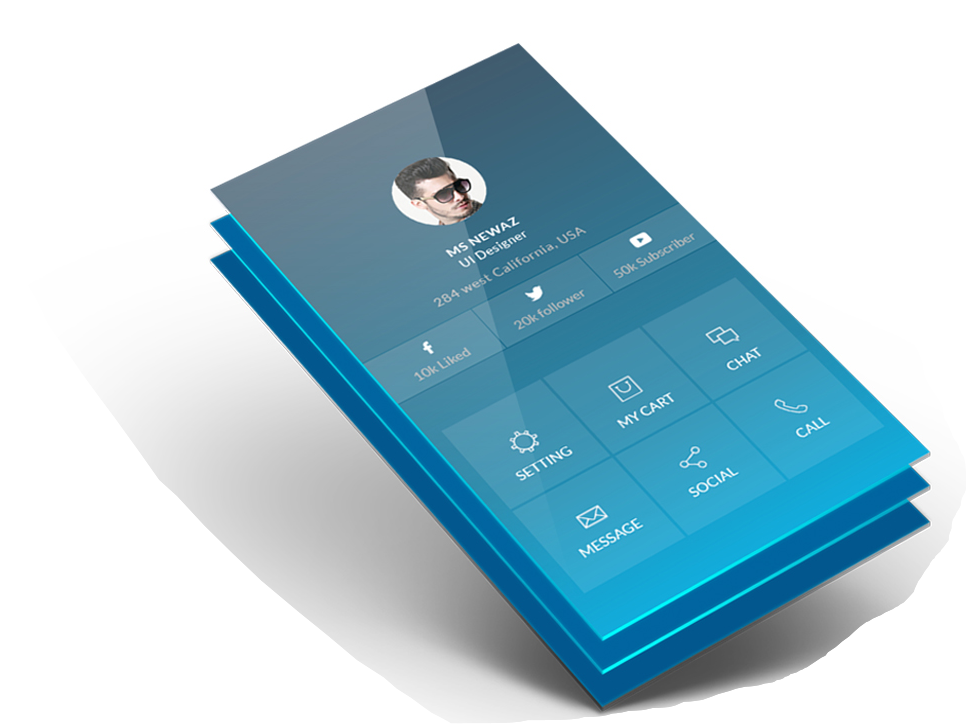 MS NEWAZ
UI Designer
284 west California, USA
10k Liked
20k follower
50k Subscriber
SETTING
MY CART
CHAT
MESSAGE
SOCIAL
CALL